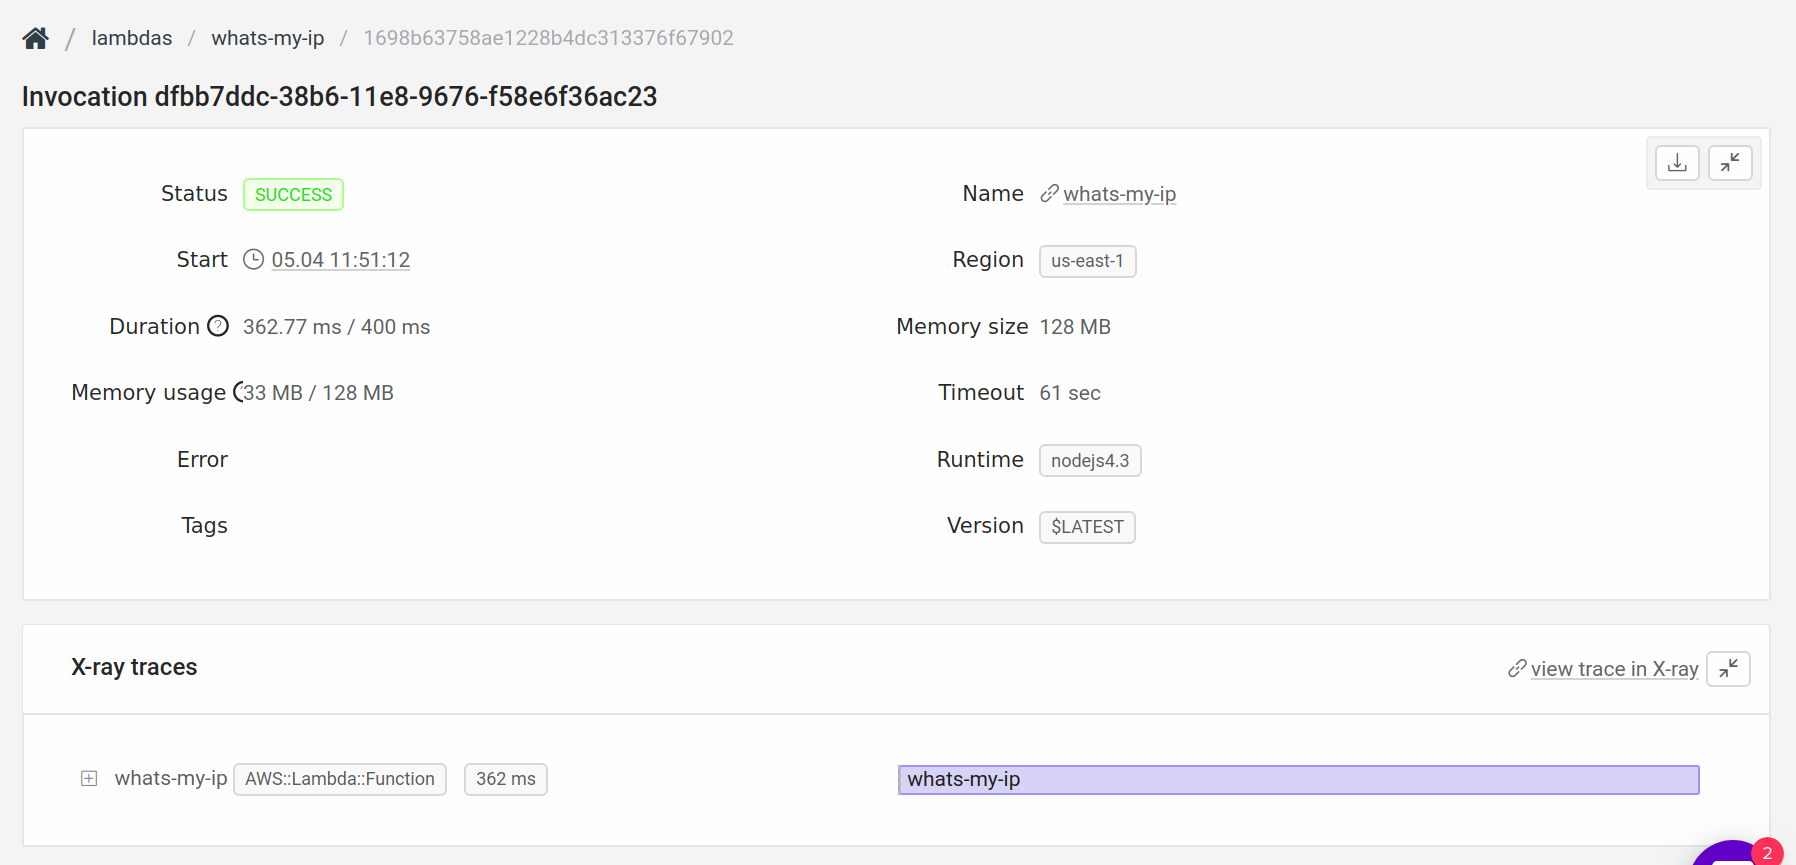 / lambdas / whats-my-ip / 1698b63758ae1228b4dc313376f67902
Invocation dfbb7ddc-38b6-11e8-9676-f58e6f36ac23
Status SUCCESS
Name whats-my-ip
Start 05.04 11:51:12
Region us-east-1
Duration ? 362.77 ms / 400 ms
Memory size 128 MB
Memory usage 33 MB / 128 MB
Timeout 61 sec
Error
Runtime nodejs4.3
Tags
Version $LATEST
X-ray traces
view trace in X-ray
whats-my-ip AWS::Lambda::Function 362 ms
whats-my-ip
2